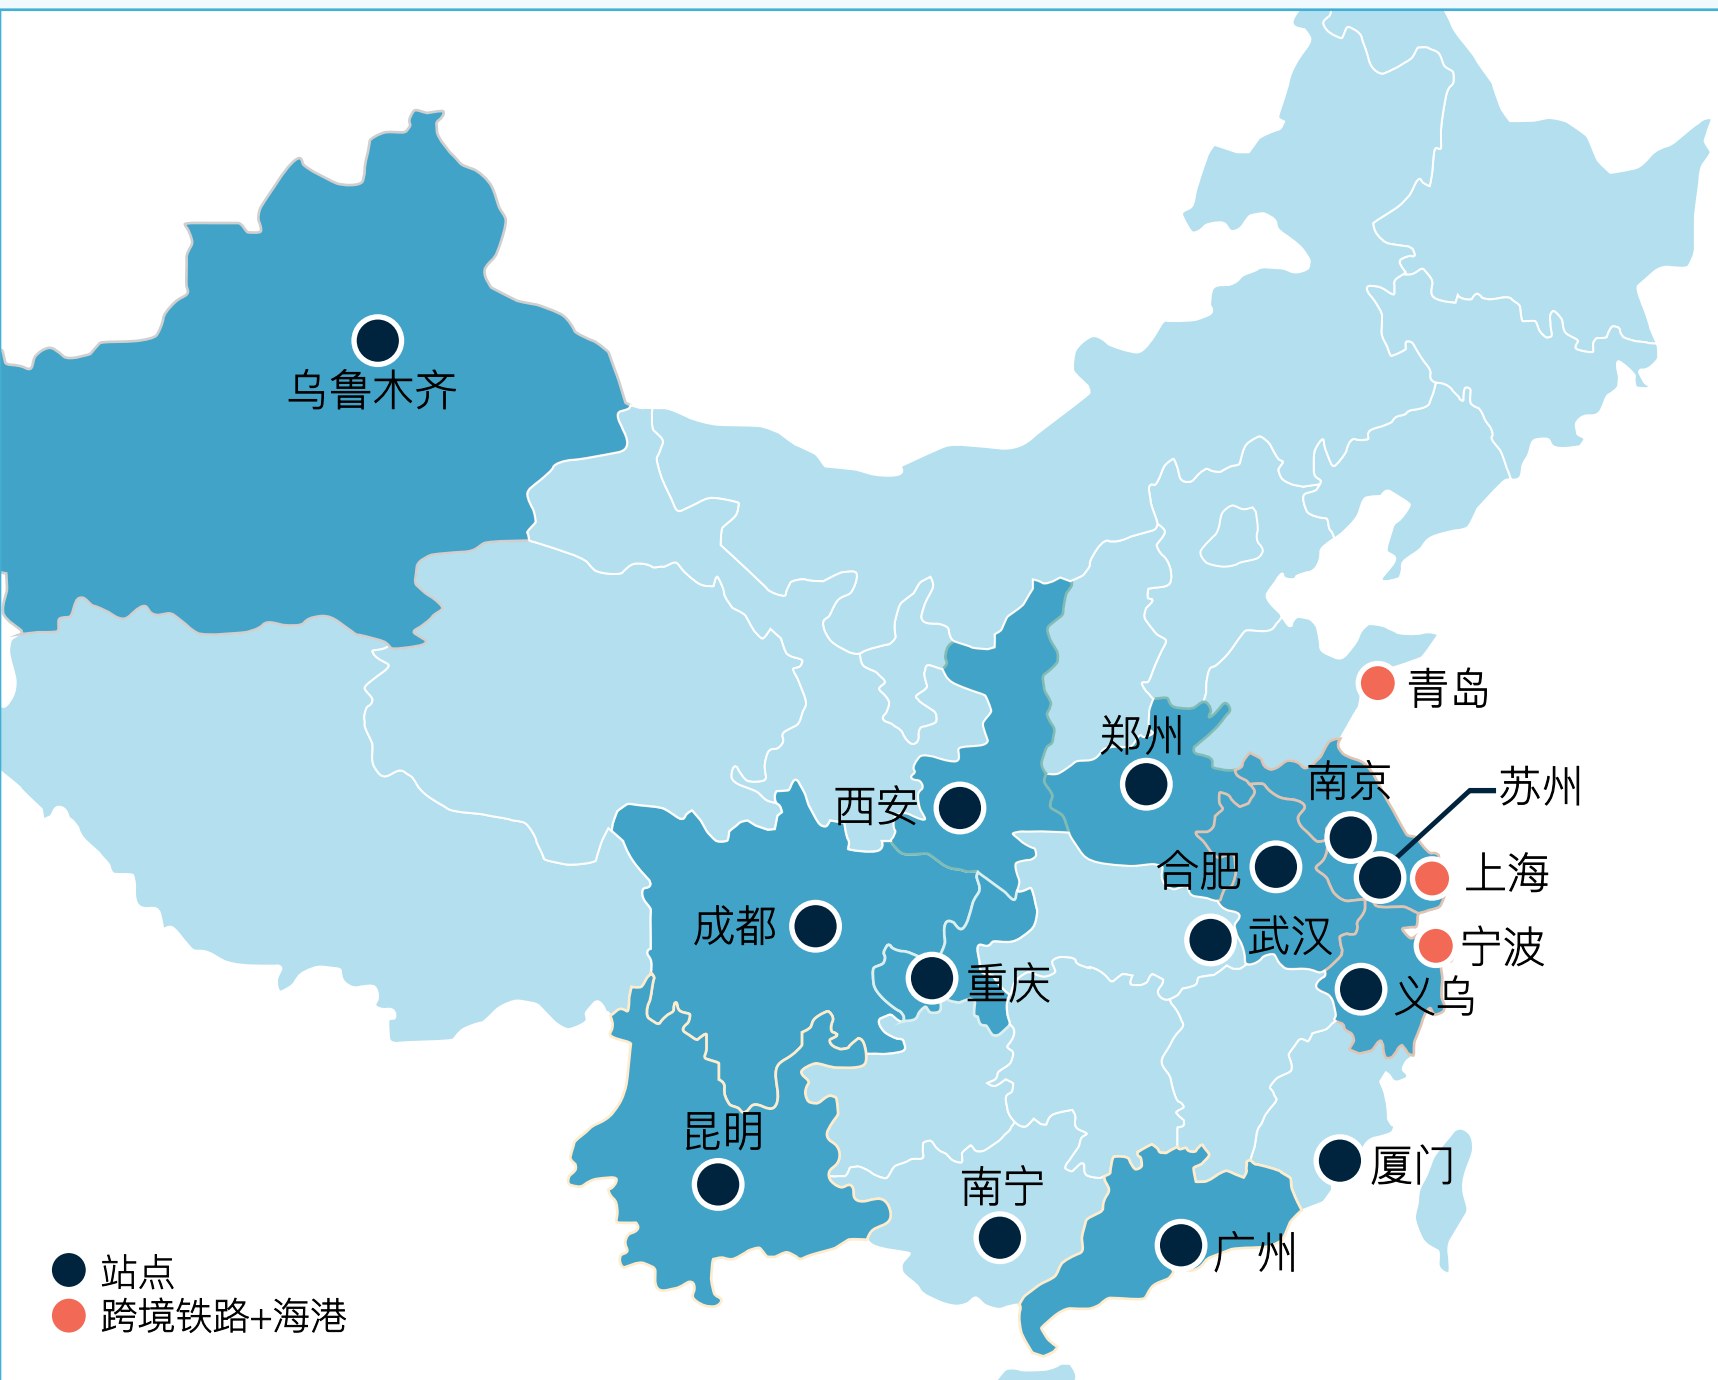 乌鲁木齐
青岛
郑州
南京
苏州
西安
合肥
上海
成都
武汉
宁波
重庆
义乌
昆明
厦门
南宁
广州
站点
跨境铁路+海港